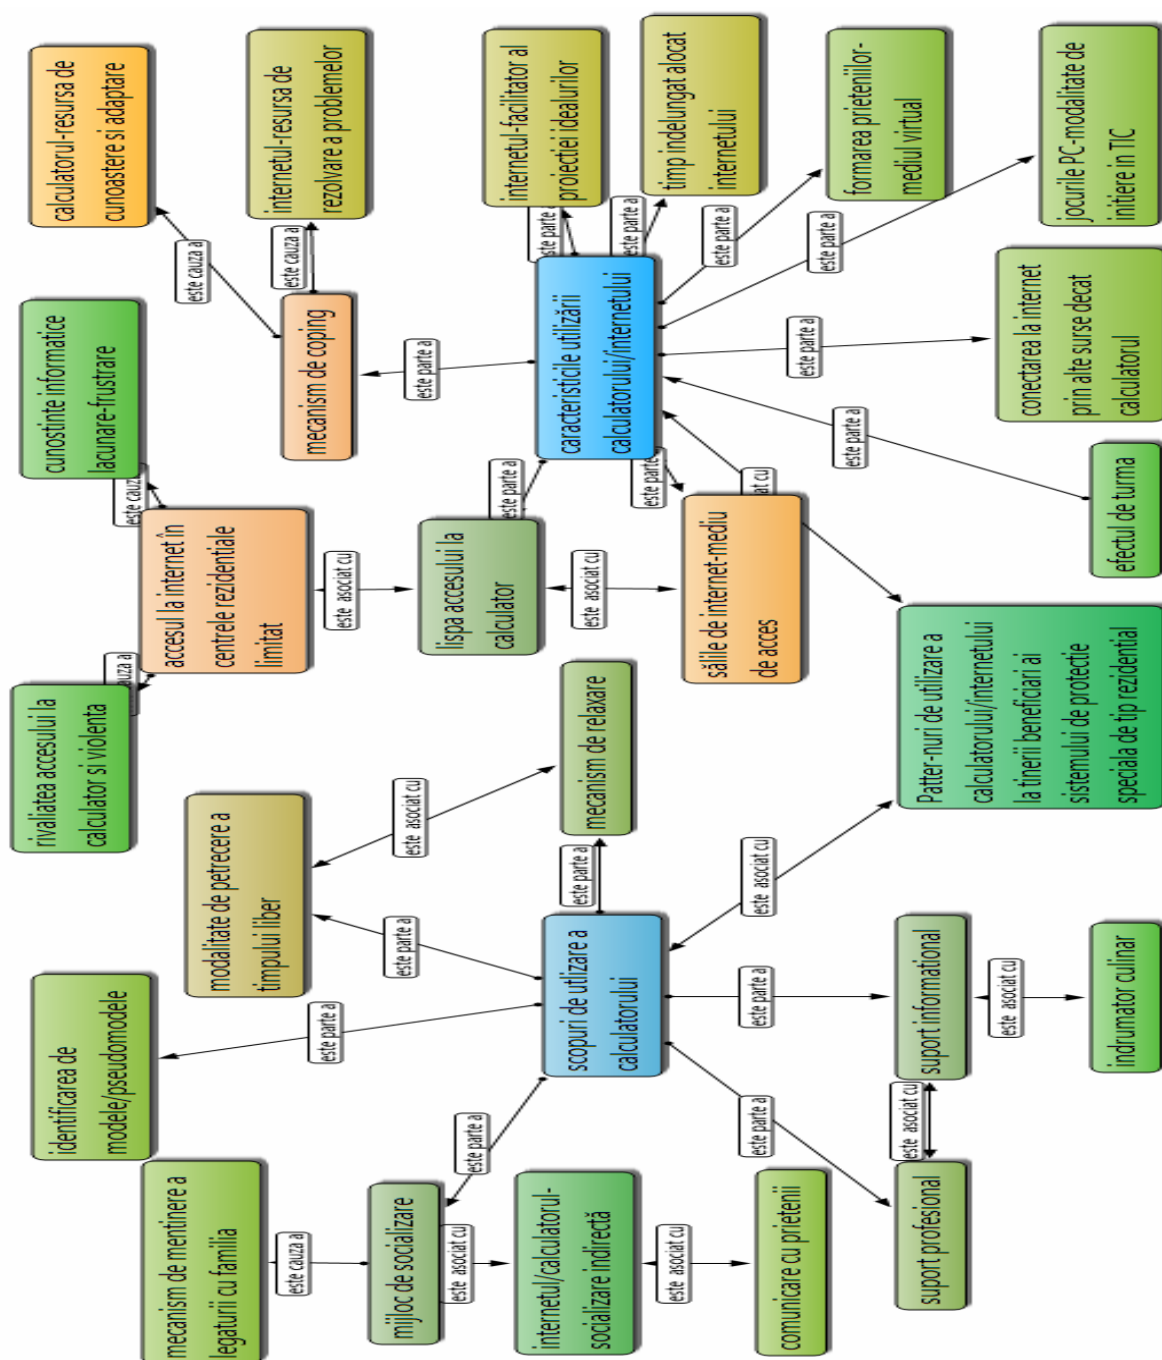 mecanism de mentinere a
legaturii cu familia
este cauza a
mijloc de socializare
este asociat cu
internetul/calculatorul-
socializare indirectă
este asociat cu
comunicare cu prietenii
identificarea de
modele/pseudomodele
este parte a
este parte a
scopuri de utilizare a
calculatorului
este parte a
suport profesional
este asociat cu
suport informational
este parte a
este asociat cu
indrumator culinar
modalitate de petrecere a
timpului liber
este parte a
este asociat cu
mecanism de relaxare
este parte a
este asociat cu
Patter-nuri de utilizare a
calculatorului/internetului
la tinerii beneficiari ai
sistemului de protectie
speciala de tip rezidential
rivaliatea accesului la
calculator si violenta
cauza a
accesul la internet în
centrele rezidentiale
limitat
este cauza
cunostinte informatice
lacunare-frustrare
este asociat cu
lispa accesului la
calculator
este parte a
este asociat cu
sălile de internet-mediu
de acces
este parte
ciat cu
efectul de turma
este parte a
mecanism de coping
este parte a
este cauza a
calculatorul-resursa de
cunoastere si adaptare
este cauza a
internetul-resursa de
rezolvare a problemelor
caracteristicile utilizării
calculatorului/internetului
este parte a
internetul-facilitator al
proiectiei idealurilor
este parte a
timp indelungat alocat
internetului
este parte a
formarea prieteniilor-
mediul virtual
este parte a
jocurile PC-modalitate de
initiere in TIC
este parte a
conectarea la internet
prin alte surse decat
calculatorul